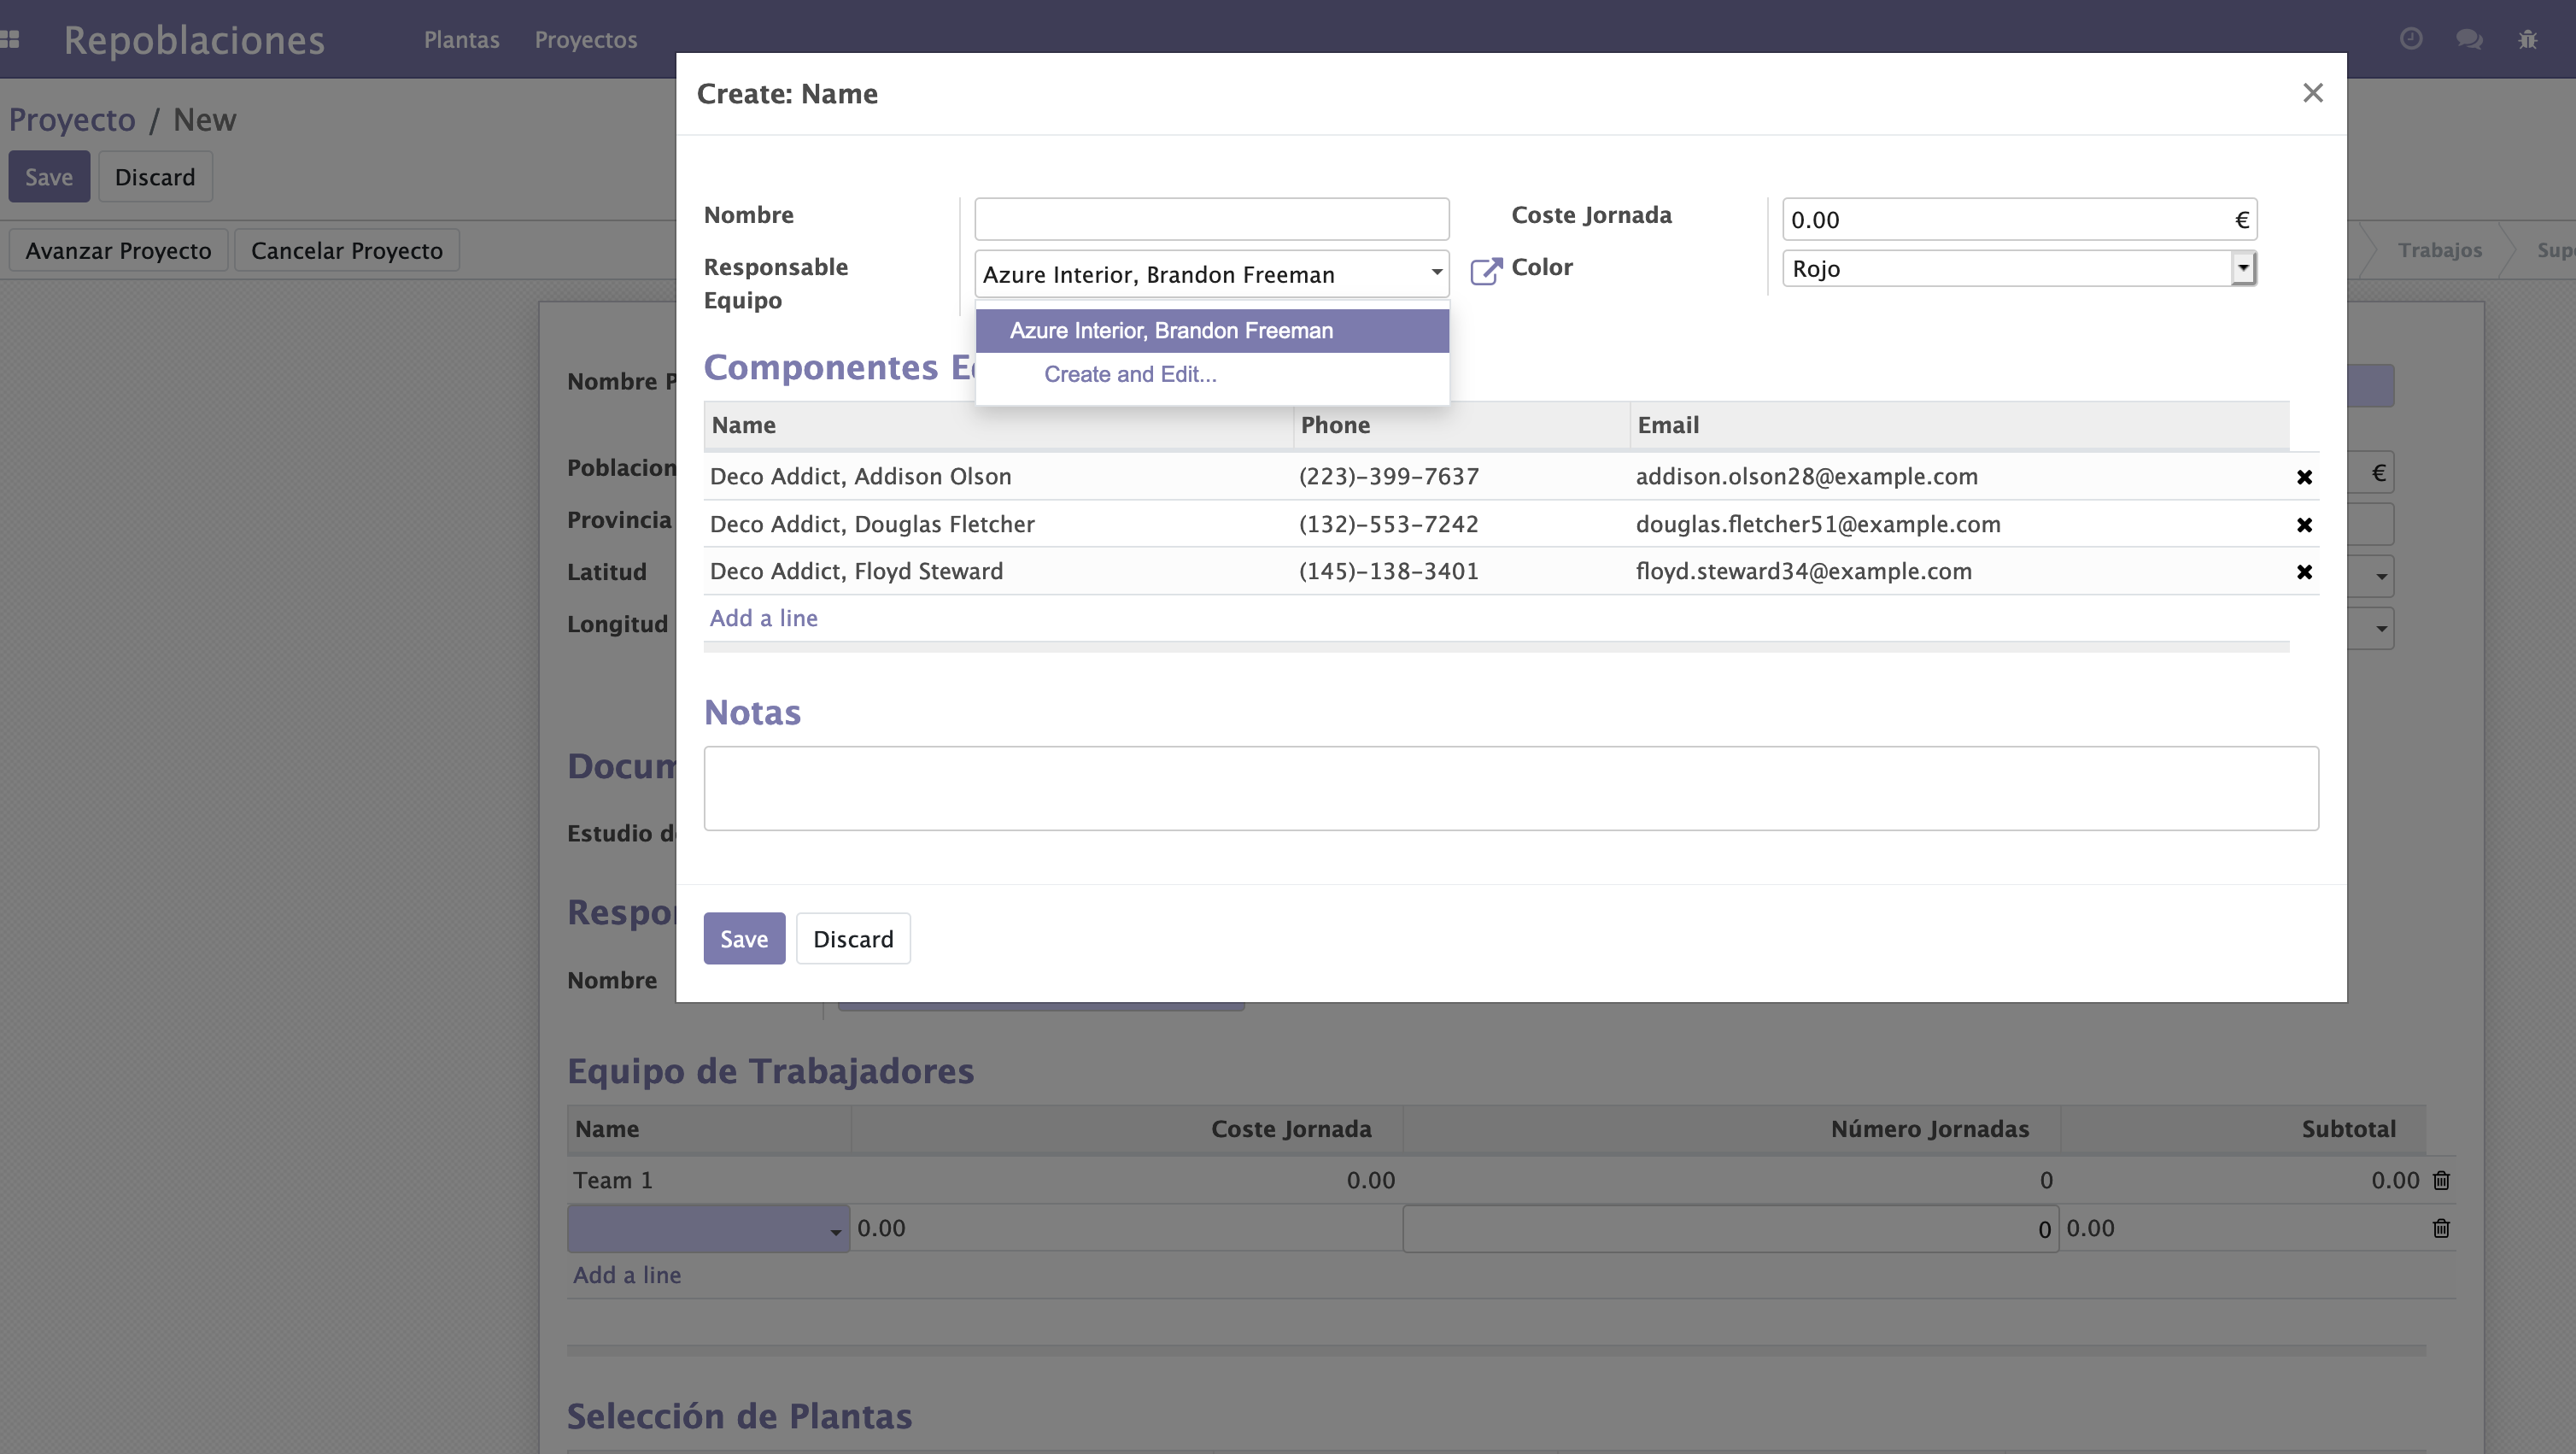 Repoblaciones Plantas Proyectos
Proyecto / New
Save Discard
Avanzar Proyecto Cancelar Proyecto
Trabajos
Create: Name
Nombre
Coste Jornada 0.00 €
Responsable Equipo
Azure Interior, Brandon Freeman
Color Rojo
Azure Interior, Brandon Freeman
Create and Edit...
Componentes
Name Phone Email
Deco Addict, Addison Olson (223)-399-7637 addison.olson28@example.com
Deco Addict, Douglas Fletcher (132)-553-7242 douglas.fletcher51@example.com
Deco Addict, Floyd Steward (145)-138-3401 floyd.steward34@example.com
Add a line
Notas
Save Discard
Nombre P
Poblacion €
Provincia
Latitud
Longitud
Docum
Estudio d
Respo
Nombre
Equipo de Trabajadores
Name Coste Jornada Número Jornadas Subtotal
Team 1 0.00 0 0.00
0.00 0 0.00
Add a line
Selección de Plantas